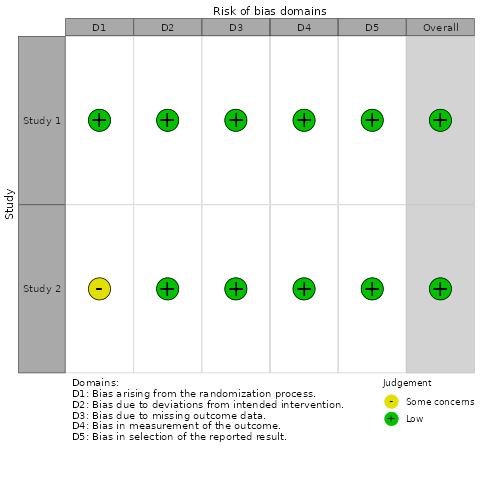 Risk of bias domains
D1 D2 D3 D4 D5 Overall
Study
Study 1 + + + + + +
Study 2 - + + + + +
Domains:
D1: Bias arising from the randomization process.
D2: Bias due to deviations from intended intervention.
D3: Bias due to missing outcome data.
D4: Bias in measurement of the outcome.
D5: Bias in selection of the reported result.
Judgement
- Some concerns
+ Low